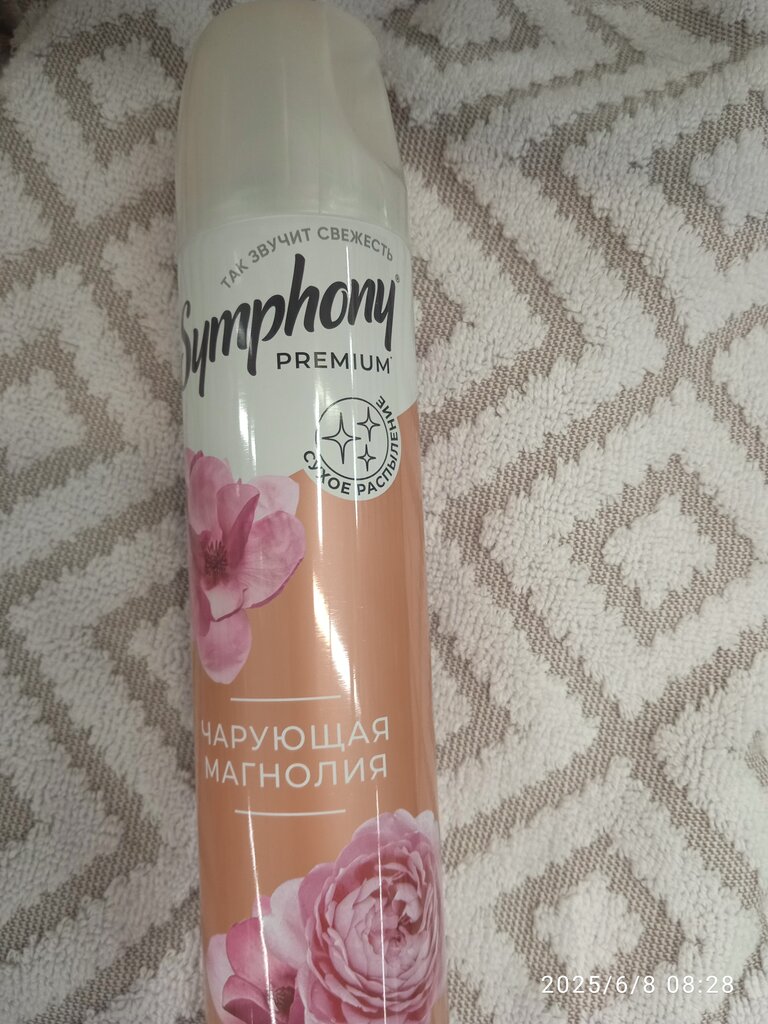 ТАК ЗВУЧИТ СВЕЖЕСТЬ
Symphony®
PREMIUM
СУХОЕ РАСПЫЛЕНИЕ
ЧАРУЮЩАЯ
МАГНОЛИЯ
2025/6/8 08:28